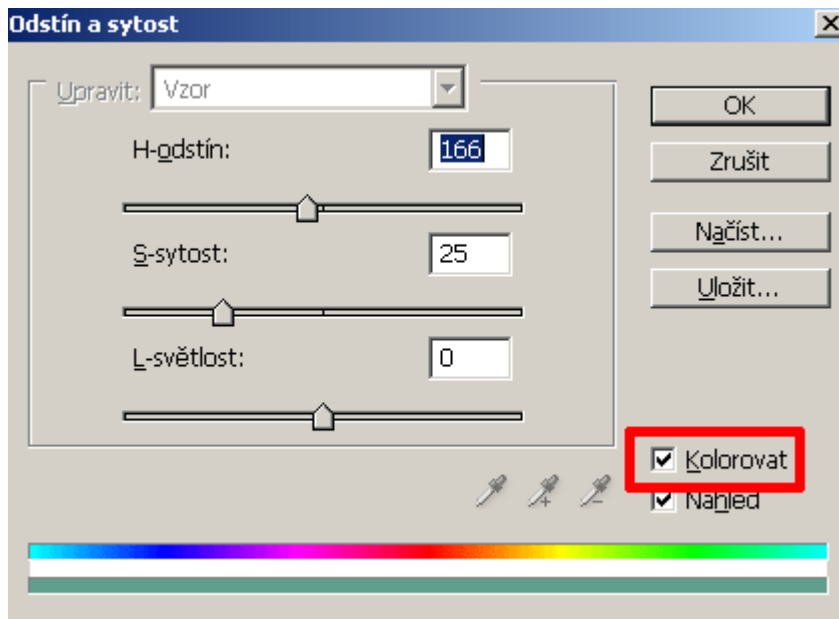 Odstín a sytost
Upravit: Vzor
OK
H-odstín: 166
Zrušit
Načíst...
S-sytost: 25
Uložit...
L-světlost: 0
Kolorovat
Náhled